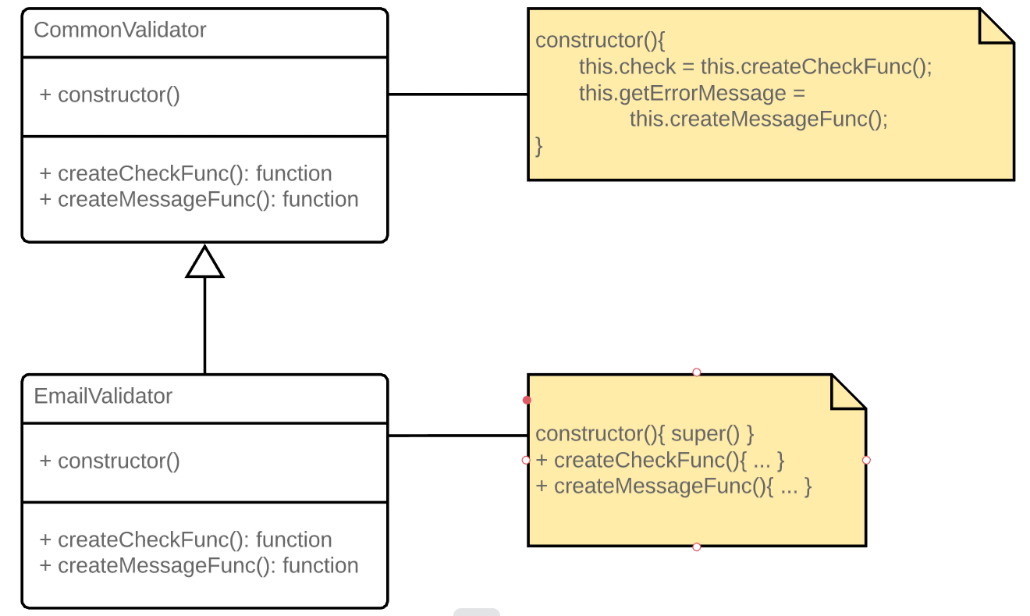 CommonValidator
+ constructor()
+ createCheckFunc(): function
+ createMessageFunc(): function
constructor(){
this.check = this.createCheckFunc();
this.getErrorMessage =
this.createMessageFunc();
}
EmailValidator
+ constructor()
+ createCheckFunc(): function
+ createMessageFunc(): function
constructor(){ super() }
+ createCheckFunc(){ ... }
+ createMessageFunc(){ ... }